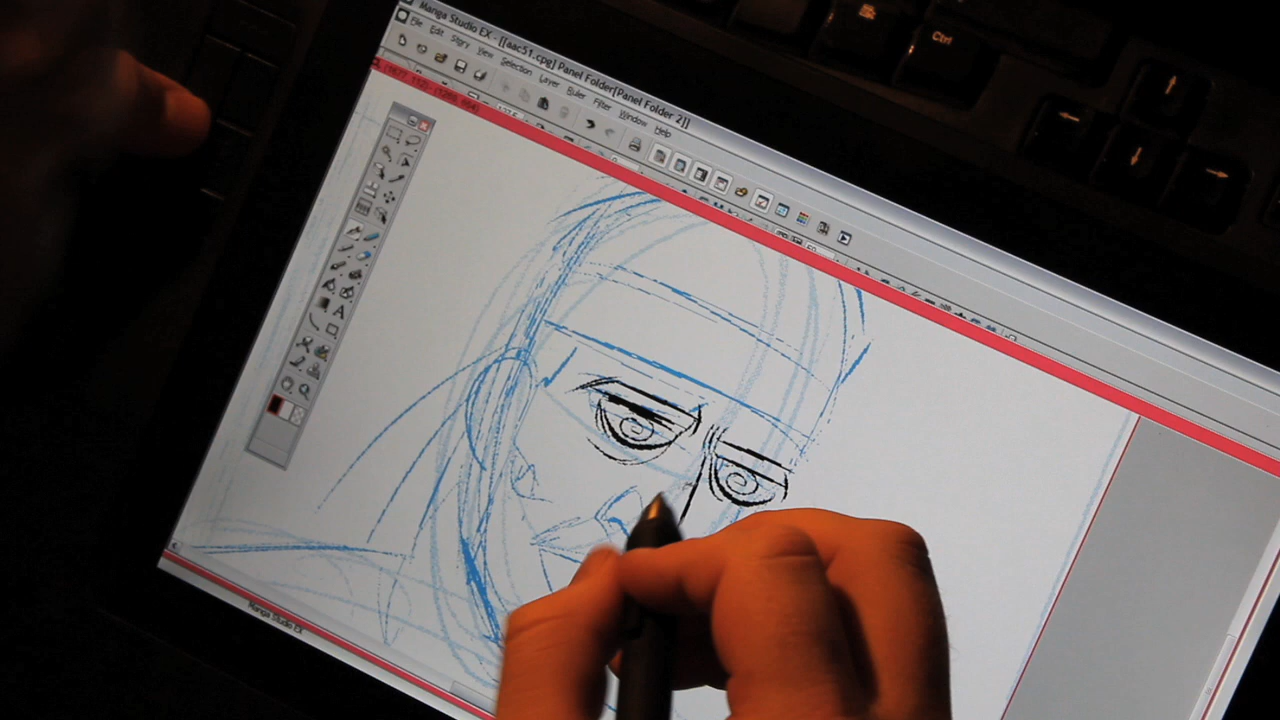 Manga Studio EX - [[aac51.cpg] Panel Folder[Panel Folder 2]]
File Edit Story View Selection Layer Ruler Filter Window Help
Manga Studio EX
Ctrl